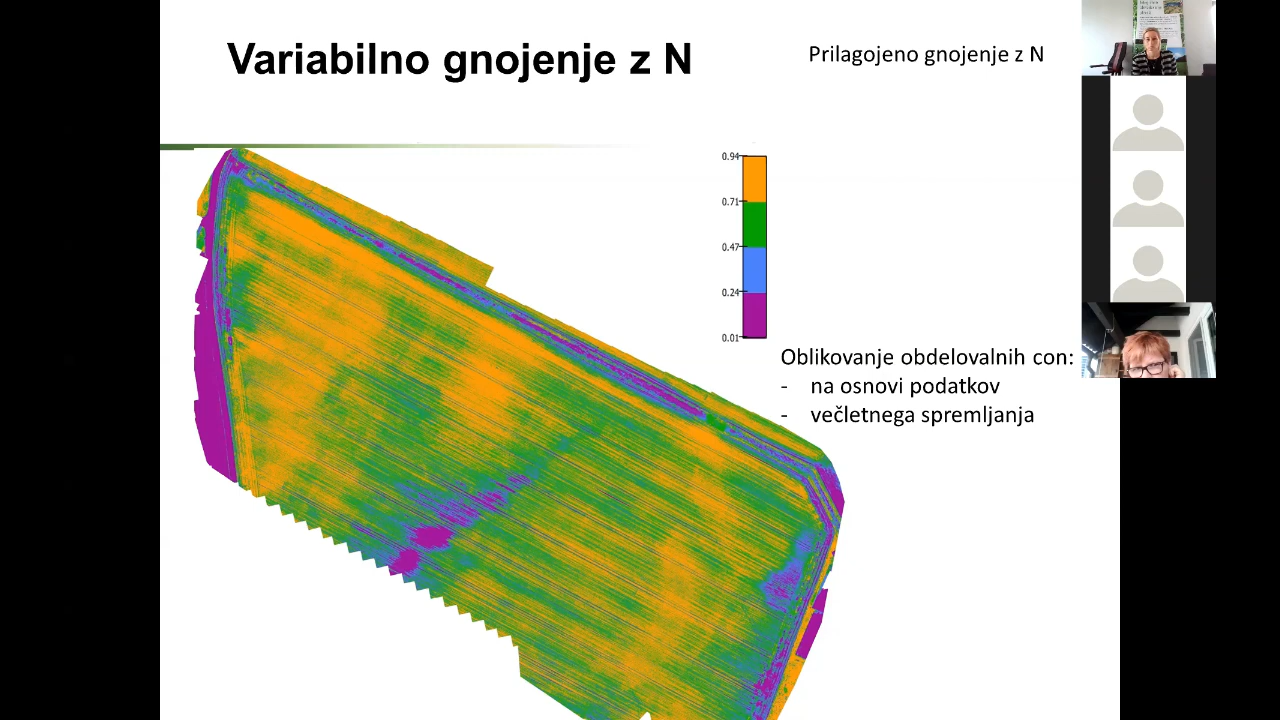 Variabilno gnojenje z N
Prilagojeno gnojenje z N
0.94
0.71
0.47
0.24
0.01
Oblikovanje obdelovalnih con:
- na osnovi podatkov
- večletnega spremljanja